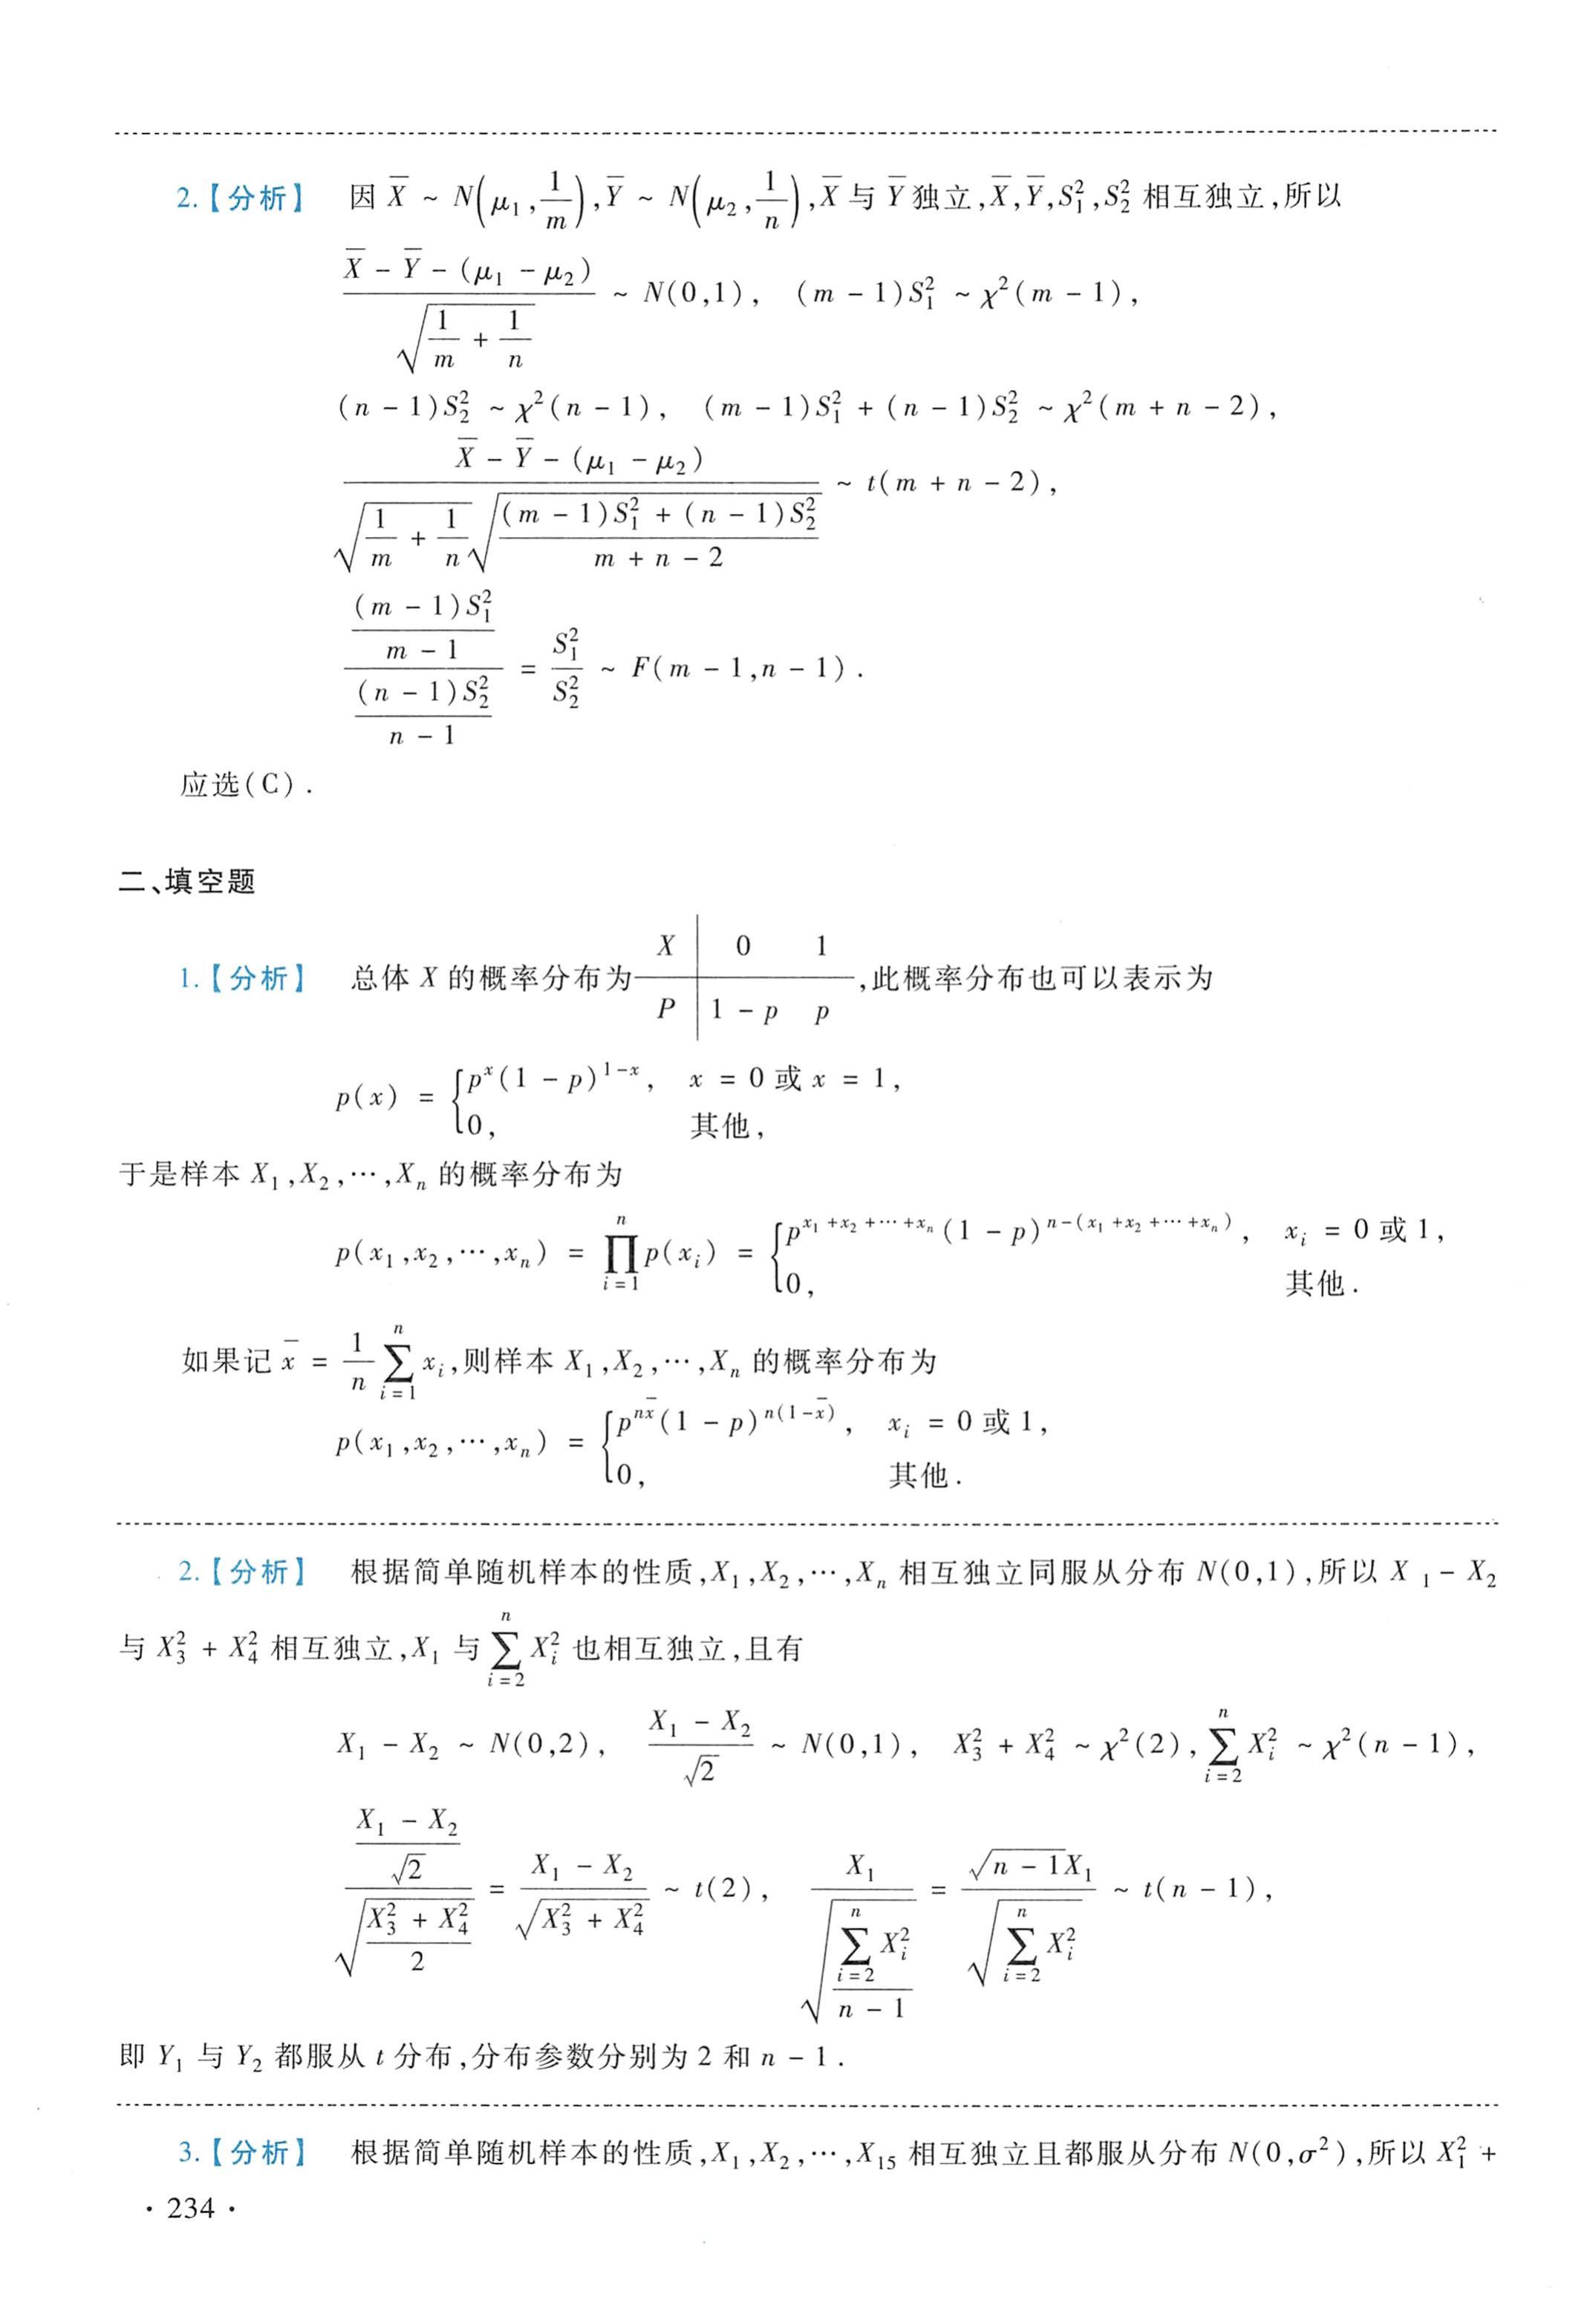 2.【分析】 因 $\overline{X} \sim N\left(\mu_1,\frac{1}{m}\right),\overline{Y} \sim N\left(\mu_2,\frac{1}{n}\right),\overline{X}$ 与 $\overline{Y}$ 独立,$\overline{X},\overline{Y},S_1^2,S_2^2$ 相互独立,所以
$\frac{\overline{X}-\overline{Y}-(\mu_1-\mu_2)}{\sqrt{\frac{1}{m}+\frac{1}{n}}} \sim N(0,1), \quad (m-1)S_1^2 \sim \chi^2(m-1),$
$(n-1)S_2^2 \sim \chi^2(n-1), \quad (m-1)S_1^2+(n-1)S_2^2 \sim \chi^2(m+n-2),$
$\frac{\overline{X}-\overline{Y}-(\mu_1-\mu_2)}{\sqrt{\frac{1}{m}+\frac{1}{n}}\sqrt{\frac{(m-1)S_1^2+(n-1)S_2^2}{m+n-2}}} \sim t(m+n-2),$
$\frac{\frac{(m-1)S_1^2}{m-1}}{\frac{(n-1)S_2^2}{n-1}}=\frac{S_1^2}{S_2^2} \sim F(m-1,n-1).$
应选(C).
二、填空题
1.【分析】 总体 $X$ 的概率分布为 $\begin{array}{c|cc} X & 0 & 1 \\ \hline P & 1-p & p \end{array}$,此概率分布也可以表示为
$p(x)=\begin{cases} p^x(1-p)^{1-x}, & x=0 或 x=1, \\ 0, & 其他, \end{cases}$
于是样本 $X_1,X_2,\cdots,X_n$ 的概率分布为
$p(x_1,x_2,\cdots,x_n)=\prod_{i=1}^{n}p(x_i)=\begin{cases} p^{x_1+x_2+\cdots+x_n}(1-p)^{n-(x_1+x_2+\cdots+x_n)}, & x_i=0 或 1, \\ 0, & 其他. \end{cases}$
如果记 $\overline{x}=\frac{1}{n}\sum_{i=1}^{n}x_i$,则样本 $X_1,X_2,\cdots,X_n$ 的概率分布为
$p(x_1,x_2,\cdots,x_n)=\begin{cases} p^{n\overline{x}}(1-p)^{n(1-\overline{x})}, & x_i=0 或 1, \\ 0, & 其他. \end{cases}$
2.【分析】 根据简单随机样本的性质,$X_1,X_2,\cdots,X_n$ 相互独立同服从分布 $N(0,1)$,所以 $X_1-X_2$
与 $X_3^2+X_4^2$ 相互独立,$X_1$ 与 $\sum_{i=2}^{n}X_i^2$ 也相互独立,且有
$X_1-X_2 \sim N(0,2), \quad \frac{X_1-X_2}{\sqrt{2}} \sim N(0,1), \quad X_3^2+X_4^2 \sim \chi^2(2),\sum_{i=2}^{n}X_i^2 \sim \chi^2(n-1),$
$\frac{\frac{X_1-X_2}{\sqrt{2}}}{\sqrt{\frac{X_3^2+X_4^2}{2}}}=\frac{X_1-X_2}{\sqrt{X_3^2+X_4^2}} \sim t(2), \quad \frac{X_1}{\sqrt{\frac{\sum_{i=2}^{n}X_i^2}{n-1}}}=\frac{\sqrt{n-1}X_1}{\sqrt{\sum_{i=2}^{n}X_i^2}} \sim t(n-1),$
即 $Y_1$ 与 $Y_2$ 都服从 $t$ 分布,分布参数分别为 2 和 $n-1$.
3.【分析】 根据简单随机样本的性质,$X_1,X_2,\cdots,X_{15}$ 相互独立且都服从分布 $N(0,\sigma^2)$,所以 $X_1^2+$
· 234 ·